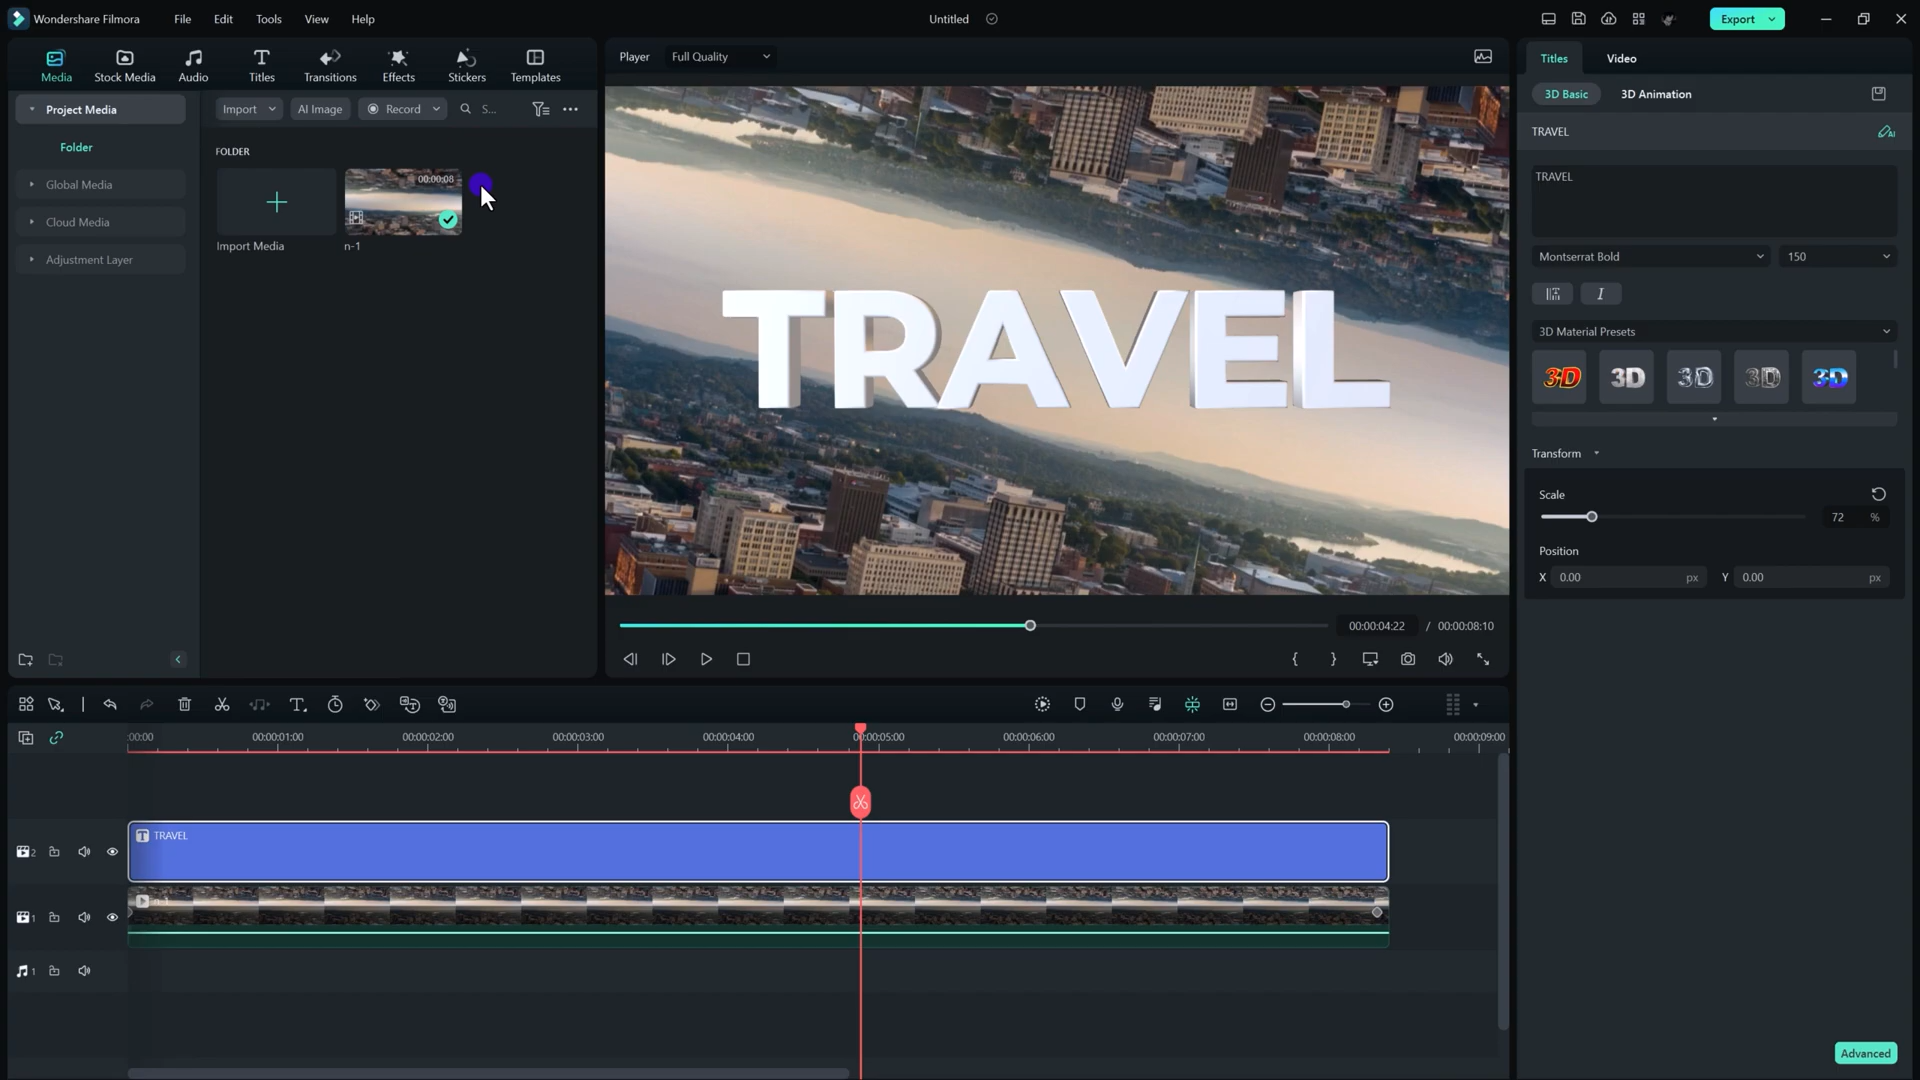 Wondershare Filmora File Edit Tools View Help Untitled Export
Media Stock Media Audio Titles Transitions Effects Stickers Templates
Player Full Quality
Titles Video
3D Basic 3D Animation
Project Media
Import AI Image Record S...
TRAVEL
Folder
FOLDER
00:00:08
TRAVEL
Global Media
Cloud Media
Import Media n-1
Adjustment Layer
Montserrat Bold 150
TRAVEL
3D Material Presets
3D 3D 3D 3D 3D
Transform
Scale
72 %
Position
X 0.00 px Y 0.00 px
00:00:04:22 / 00:00:08:10
:00:00 00:00:01:00 00:00:02:00 00:00:03:00 00:00:04:00 00:00:05:00 00:00:06:00 00:00:07:00 00:00:08:00 00:00:09:00
TRAVEL
2
n-1
1
1
Advanced